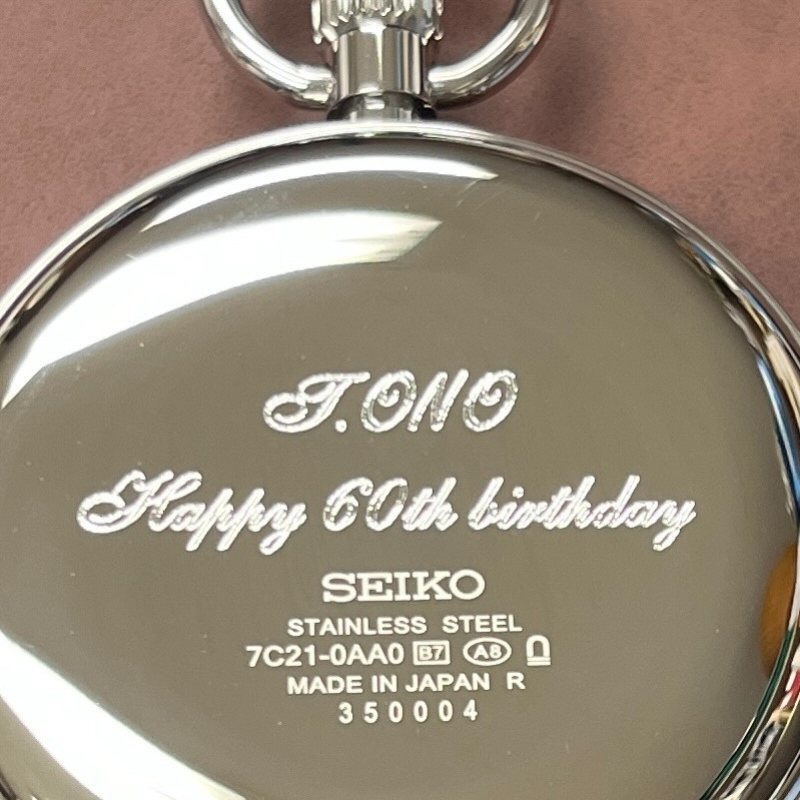 T.ONO
Happy 60th birthday
SEIKO
STAINLESS STEEL
7C21-0AA0 B7 A8
MADE IN JAPAN R
350004